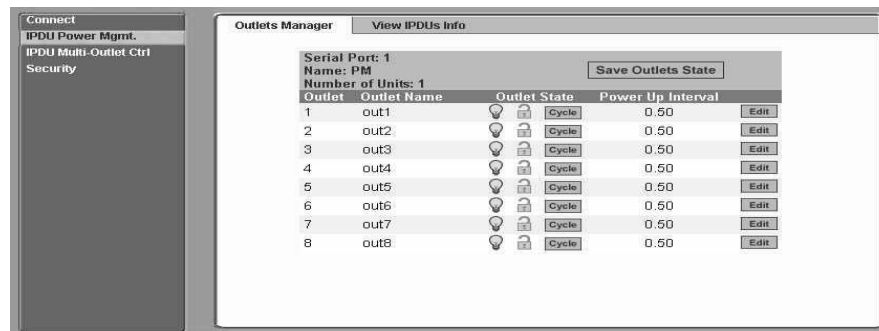 Connect
IPDU Power Mgmt.
IPDU Multi-Outlet Ctrl
Security
Outlets Manager View IPDUs Info
Serial Port: 1
Name: PM
Number of Units: 1
Save Outlets State
Outlet Outlet Name Outlet State Power Up Interval
1 out1 Cycle 0.50 Edit
2 out2 Cycle 0.50 Edit
3 out3 Cycle 0.50 Edit
4 out4 Cycle 0.50 Edit
5 out5 Cycle 0.50 Edit
6 out6 Cycle 0.50 Edit
7 out7 Cycle 0.50 Edit
8 out8 Cycle 0.50 Edit